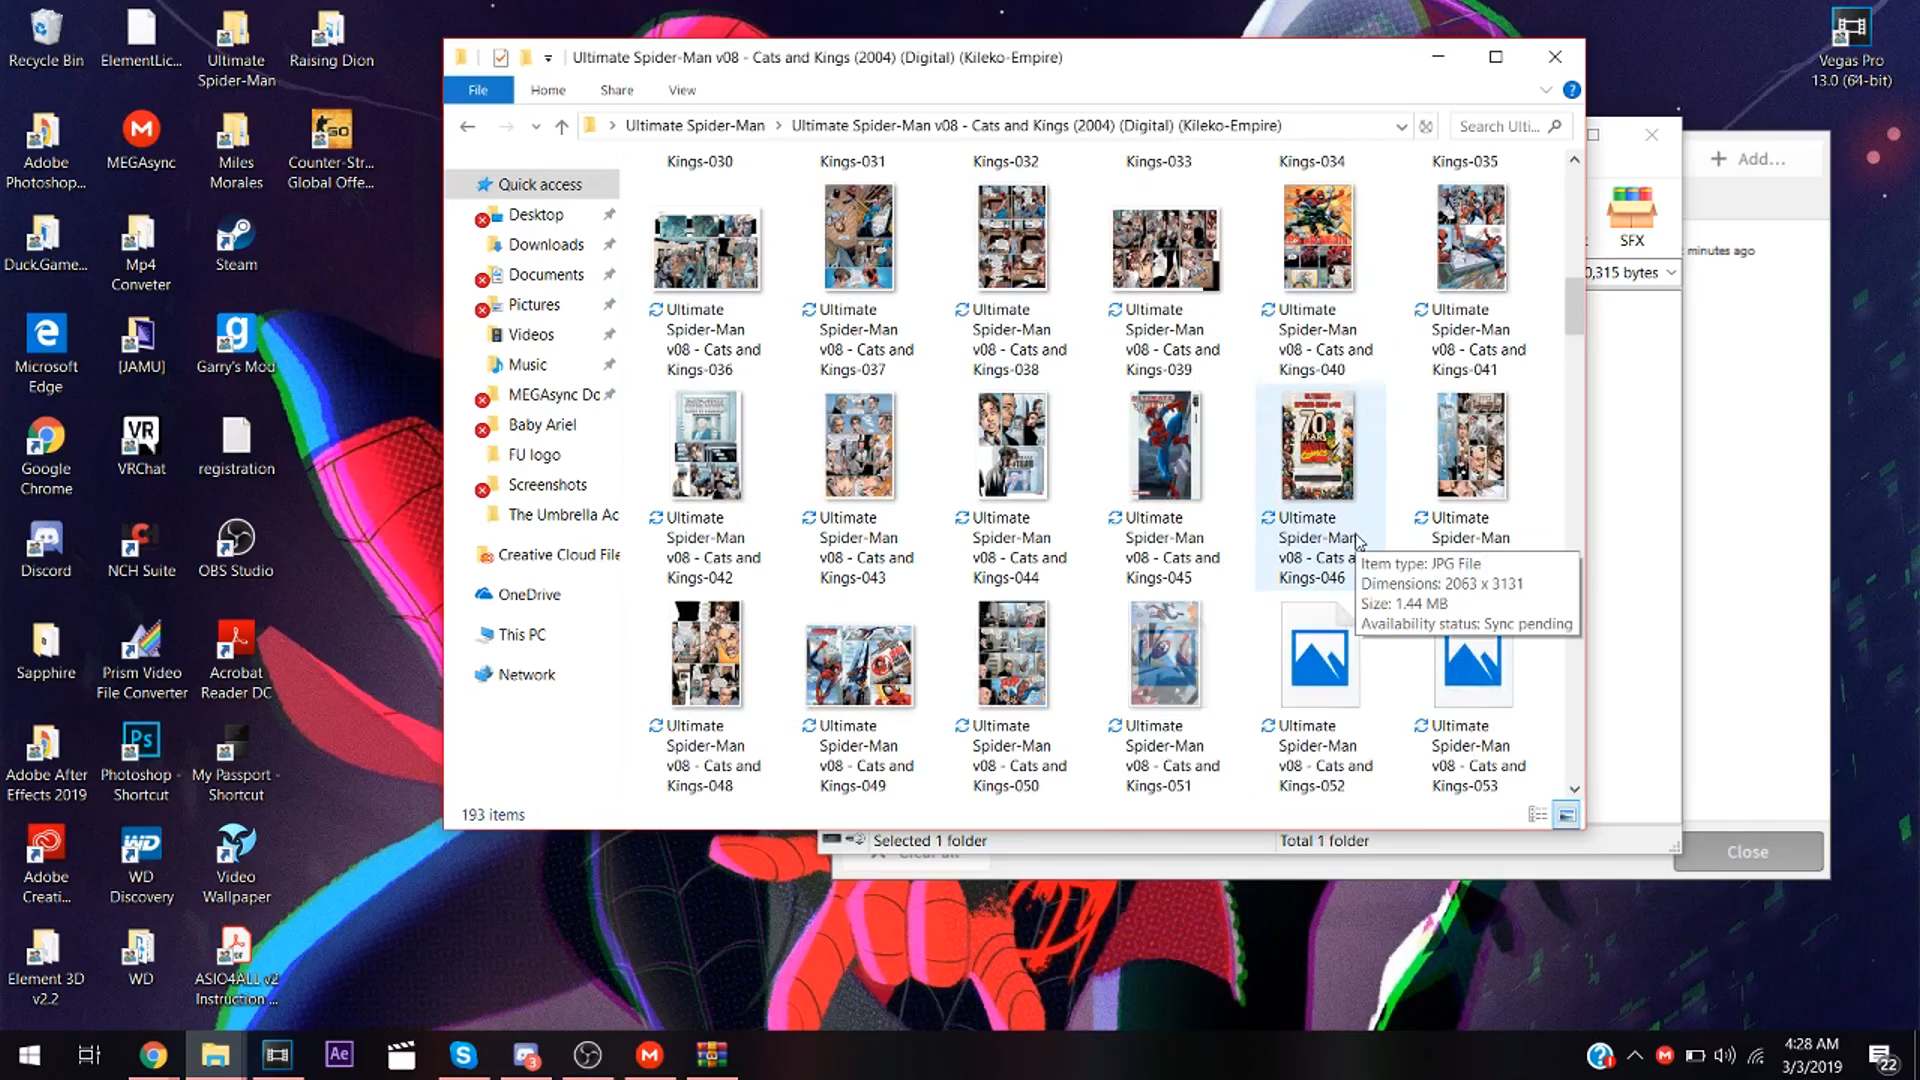 Recycle Bin
ElementLic...
Ultimate
Spider-Man
Raising Dion
Adobe
Photoshop...
MEGAsync
Miles
Morales
Counter-Str...
Global Offe...
Duck.Game...
Mp4
Conveter
Steam
Microsoft
Edge
[JAMU]
Garry's Mod
Google
Chrome
VRChat
registration
Discord
NCH Suite
OBS Studio
Sapphire
Prism Video
File Converter
Acrobat
Reader DC
Adobe After
Effects 2019
Photoshop -
Shortcut
My Passport -
Shortcut
Adobe
Creati...
WD
Discovery
Video
Wallpaper
Element 3D
v2.2
WD
ASIO4ALL v2
Instruction ...
Vegas Pro
13.0 (64-bit)
Ultimate Spider-Man v08 - Cats and Kings (2004) (Digital) (Kileko-Empire)
File
Home
Share
View
Ultimate Spider-Man
Ultimate Spider-Man v08 - Cats and Kings (2004) (Digital) (Kileko-Empire)
Search Ulti...
Quick access
Desktop
Downloads
Documents
Pictures
Videos
Music
MEGAsync Do
Baby Ariel
FU logo
Screenshots
The Umbrella Ac
Creative Cloud File
OneDrive
This PC
Network
Kings-030
Kings-031
Kings-032
Kings-033
Kings-034
Kings-035
Ultimate
Spider-Man
v08 - Cats and
Kings-036
Ultimate
Spider-Man
v08 - Cats and
Kings-037
Ultimate
Spider-Man
v08 - Cats and
Kings-038
Ultimate
Spider-Man
v08 - Cats and
Kings-039
Ultimate
Spider-Man
v08 - Cats and
Kings-040
Ultimate
Spider-Man
v08 - Cats and
Kings-041
70
YEARS
Ultimate
Spider-Man
v08 - Cats and
Kings-042
Ultimate
Spider-Man
v08 - Cats and
Kings-043
Ultimate
Spider-Man
v08 - Cats and
Kings-044
Ultimate
Spider-Man
v08 - Cats and
Kings-045
Ultimate
Spider-Man
v08 - Cats a
Kings-046
Ultimate
Spider-Man
Item type: JPG File
Dimensions: 2063 x 3131
Size: 1.44 MB
Availability status: Sync pending
Ultimate
Spider-Man
v08 - Cats and
Kings-048
Ultimate
Spider-Man
v08 - Cats and
Kings-049
Ultimate
Spider-Man
v08 - Cats and
Kings-050
Ultimate
Spider-Man
v08 - Cats and
Kings-051
Ultimate
Spider-Man
v08 - Cats and
Kings-052
Ultimate
Spider-Man
v08 - Cats and
Kings-053
193 items
Selected 1 folder
Total 1 folder
Add...
SFX
minutes ago
0,315 bytes
Close
4:28 AM
3/3/2019
22